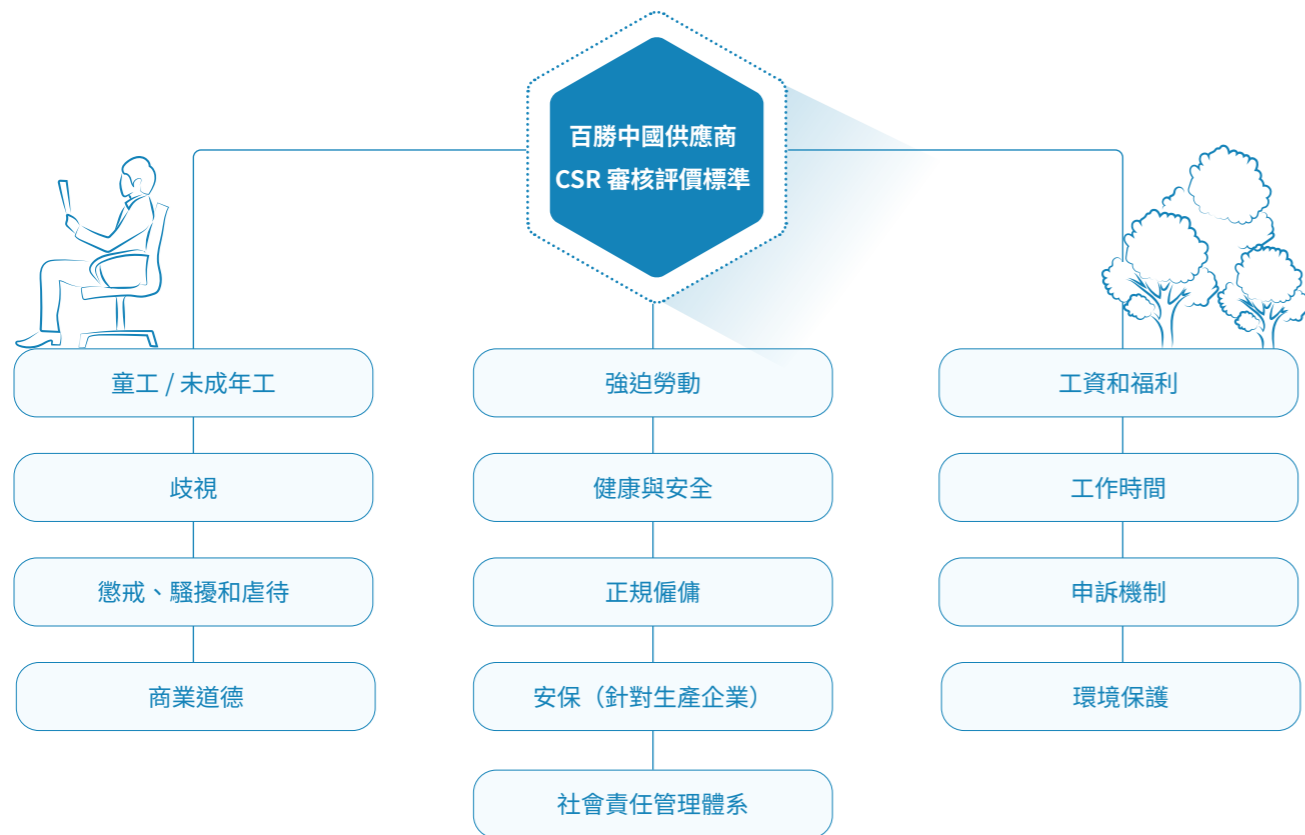 百勝中國供應商
CSR 審核評價標準
童工 / 未成年工
強迫勞動
工資和福利
歧視
健康與安全
工作時間
懲戒、騷擾和虐待
正規僱傭
申訴機制
商業道德
安保（針對生產企業）
環境保護
社會責任管理體系